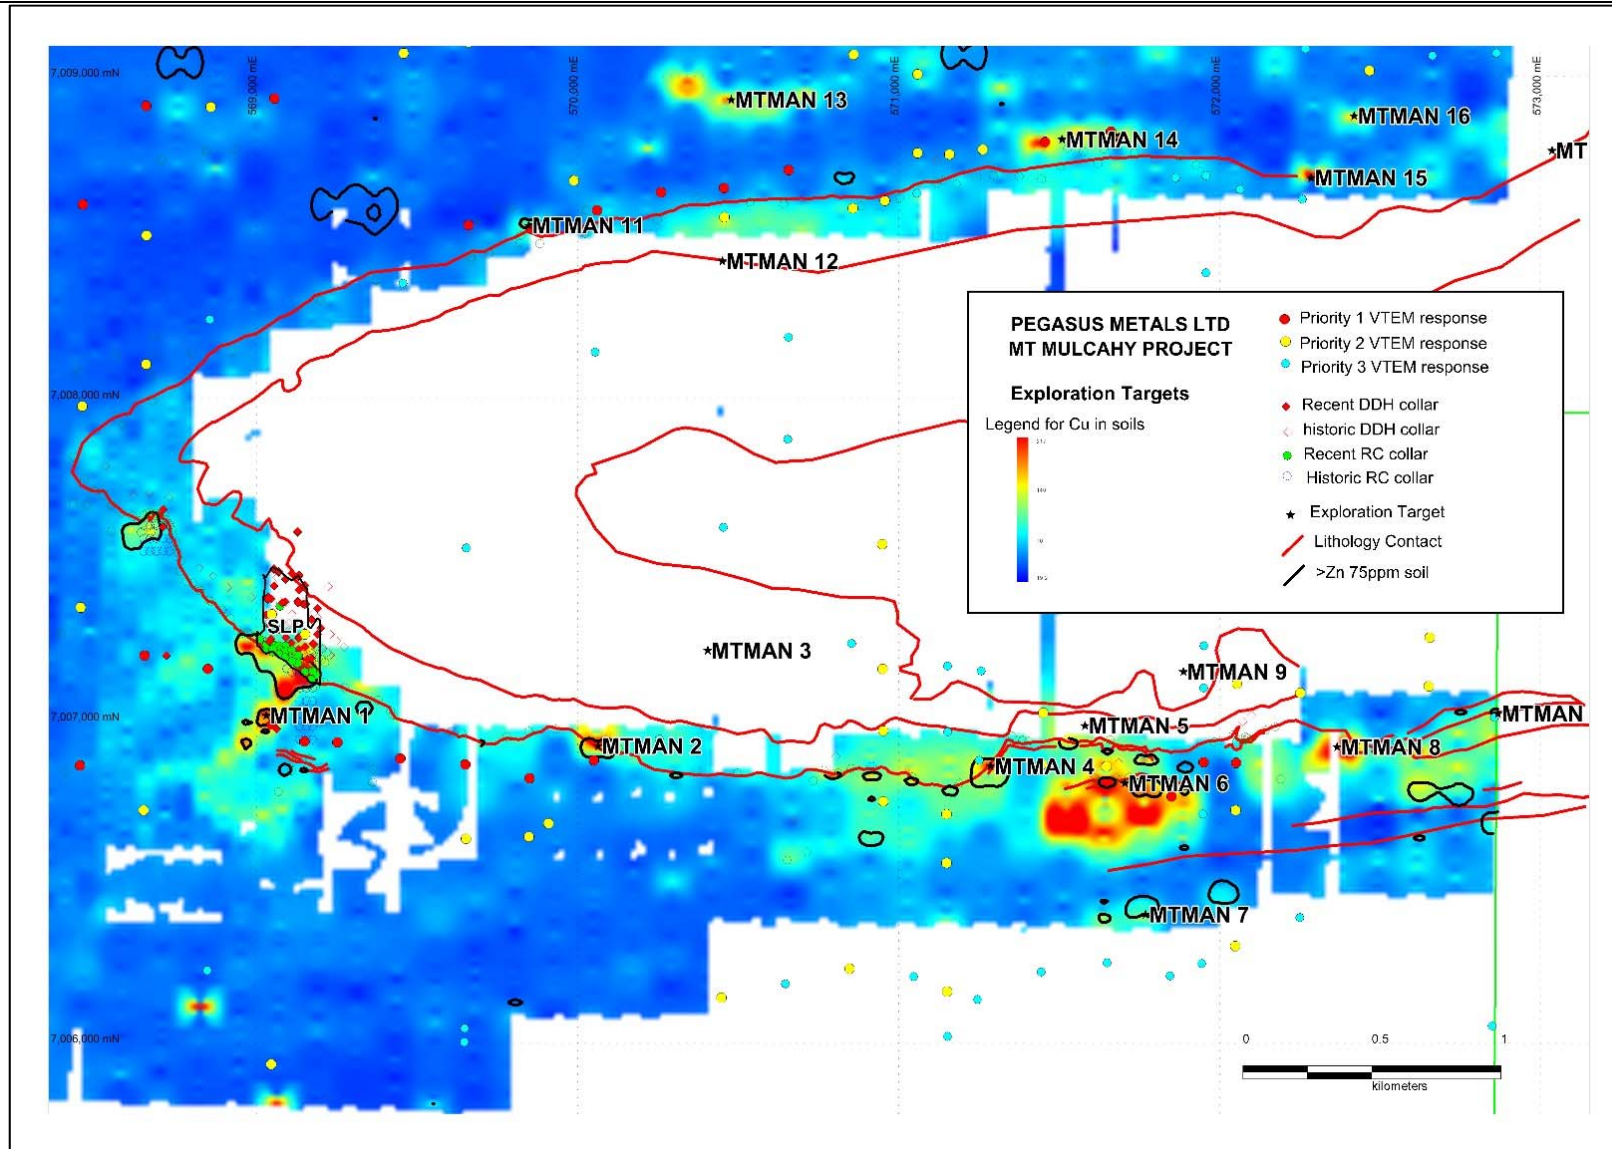 7,009,000 mN
569,000 mE
570,000 mE
571,000 mE
572,000 mE
573,000 mE
MTMAN 13
MTMAN 16
MTMAN 14
MT
MTMAN 15
MTMAN 11
MTMAN 12
PEGASUS METALS LTD
MT MULCAHY PROJECT
Exploration Targets
Legend for Cu in soils
Priority 1 VTEM response
Priority 2 VTEM response
Priority 3 VTEM response
Recent DDH collar
historic DDH collar
Recent RC collar
Historic RC collar
Exploration Target
Lithology Contact
>Zn 75ppm soil
7,008,000 mN
SLP
MTMAN 3
MTMAN 9
7,007,000 mN
MTMAN 1
MTMAN 5
MTMAN
MTMAN 2
MTMAN 8
MTMAN 4
MTMAN 6
MTMAN 7
7,006,000 mN
0 0.5 1
kilometers